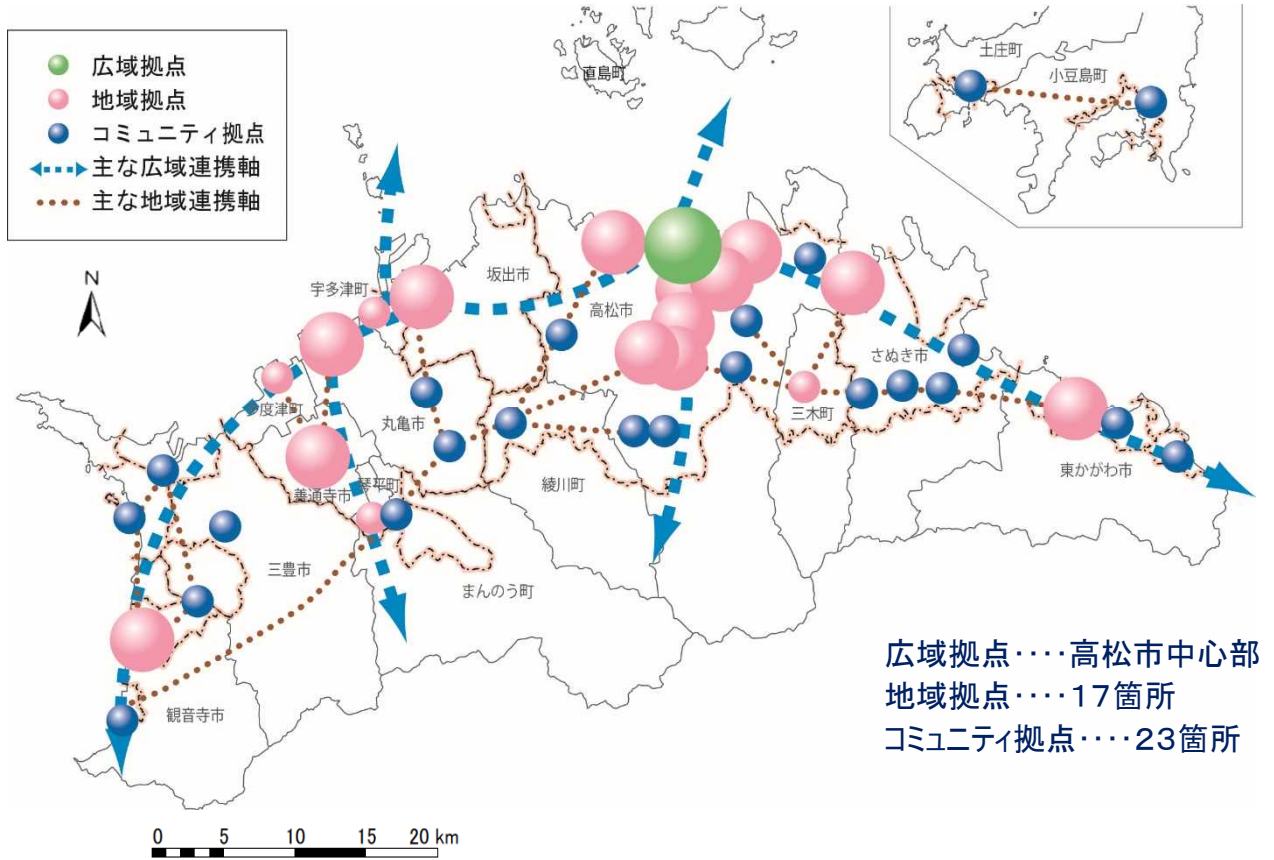 広域拠点
地域拠点
コミュニティ拠点
主な広域連携軸
主な地域連携軸
N
直島町
土庄町
小豆島町
宇多津町
坂出市
高松市
さぬき市
多度津町
丸亀市
三木町
善通寺市
琴平町
綾川町
東かがわ市
三豊市
まんのう町
観音寺市
広域拠点‥‥高松市中心部
地域拠点‥‥17箇所
コミュニティ拠点‥‥23箇所
0 5 10 15 20 km